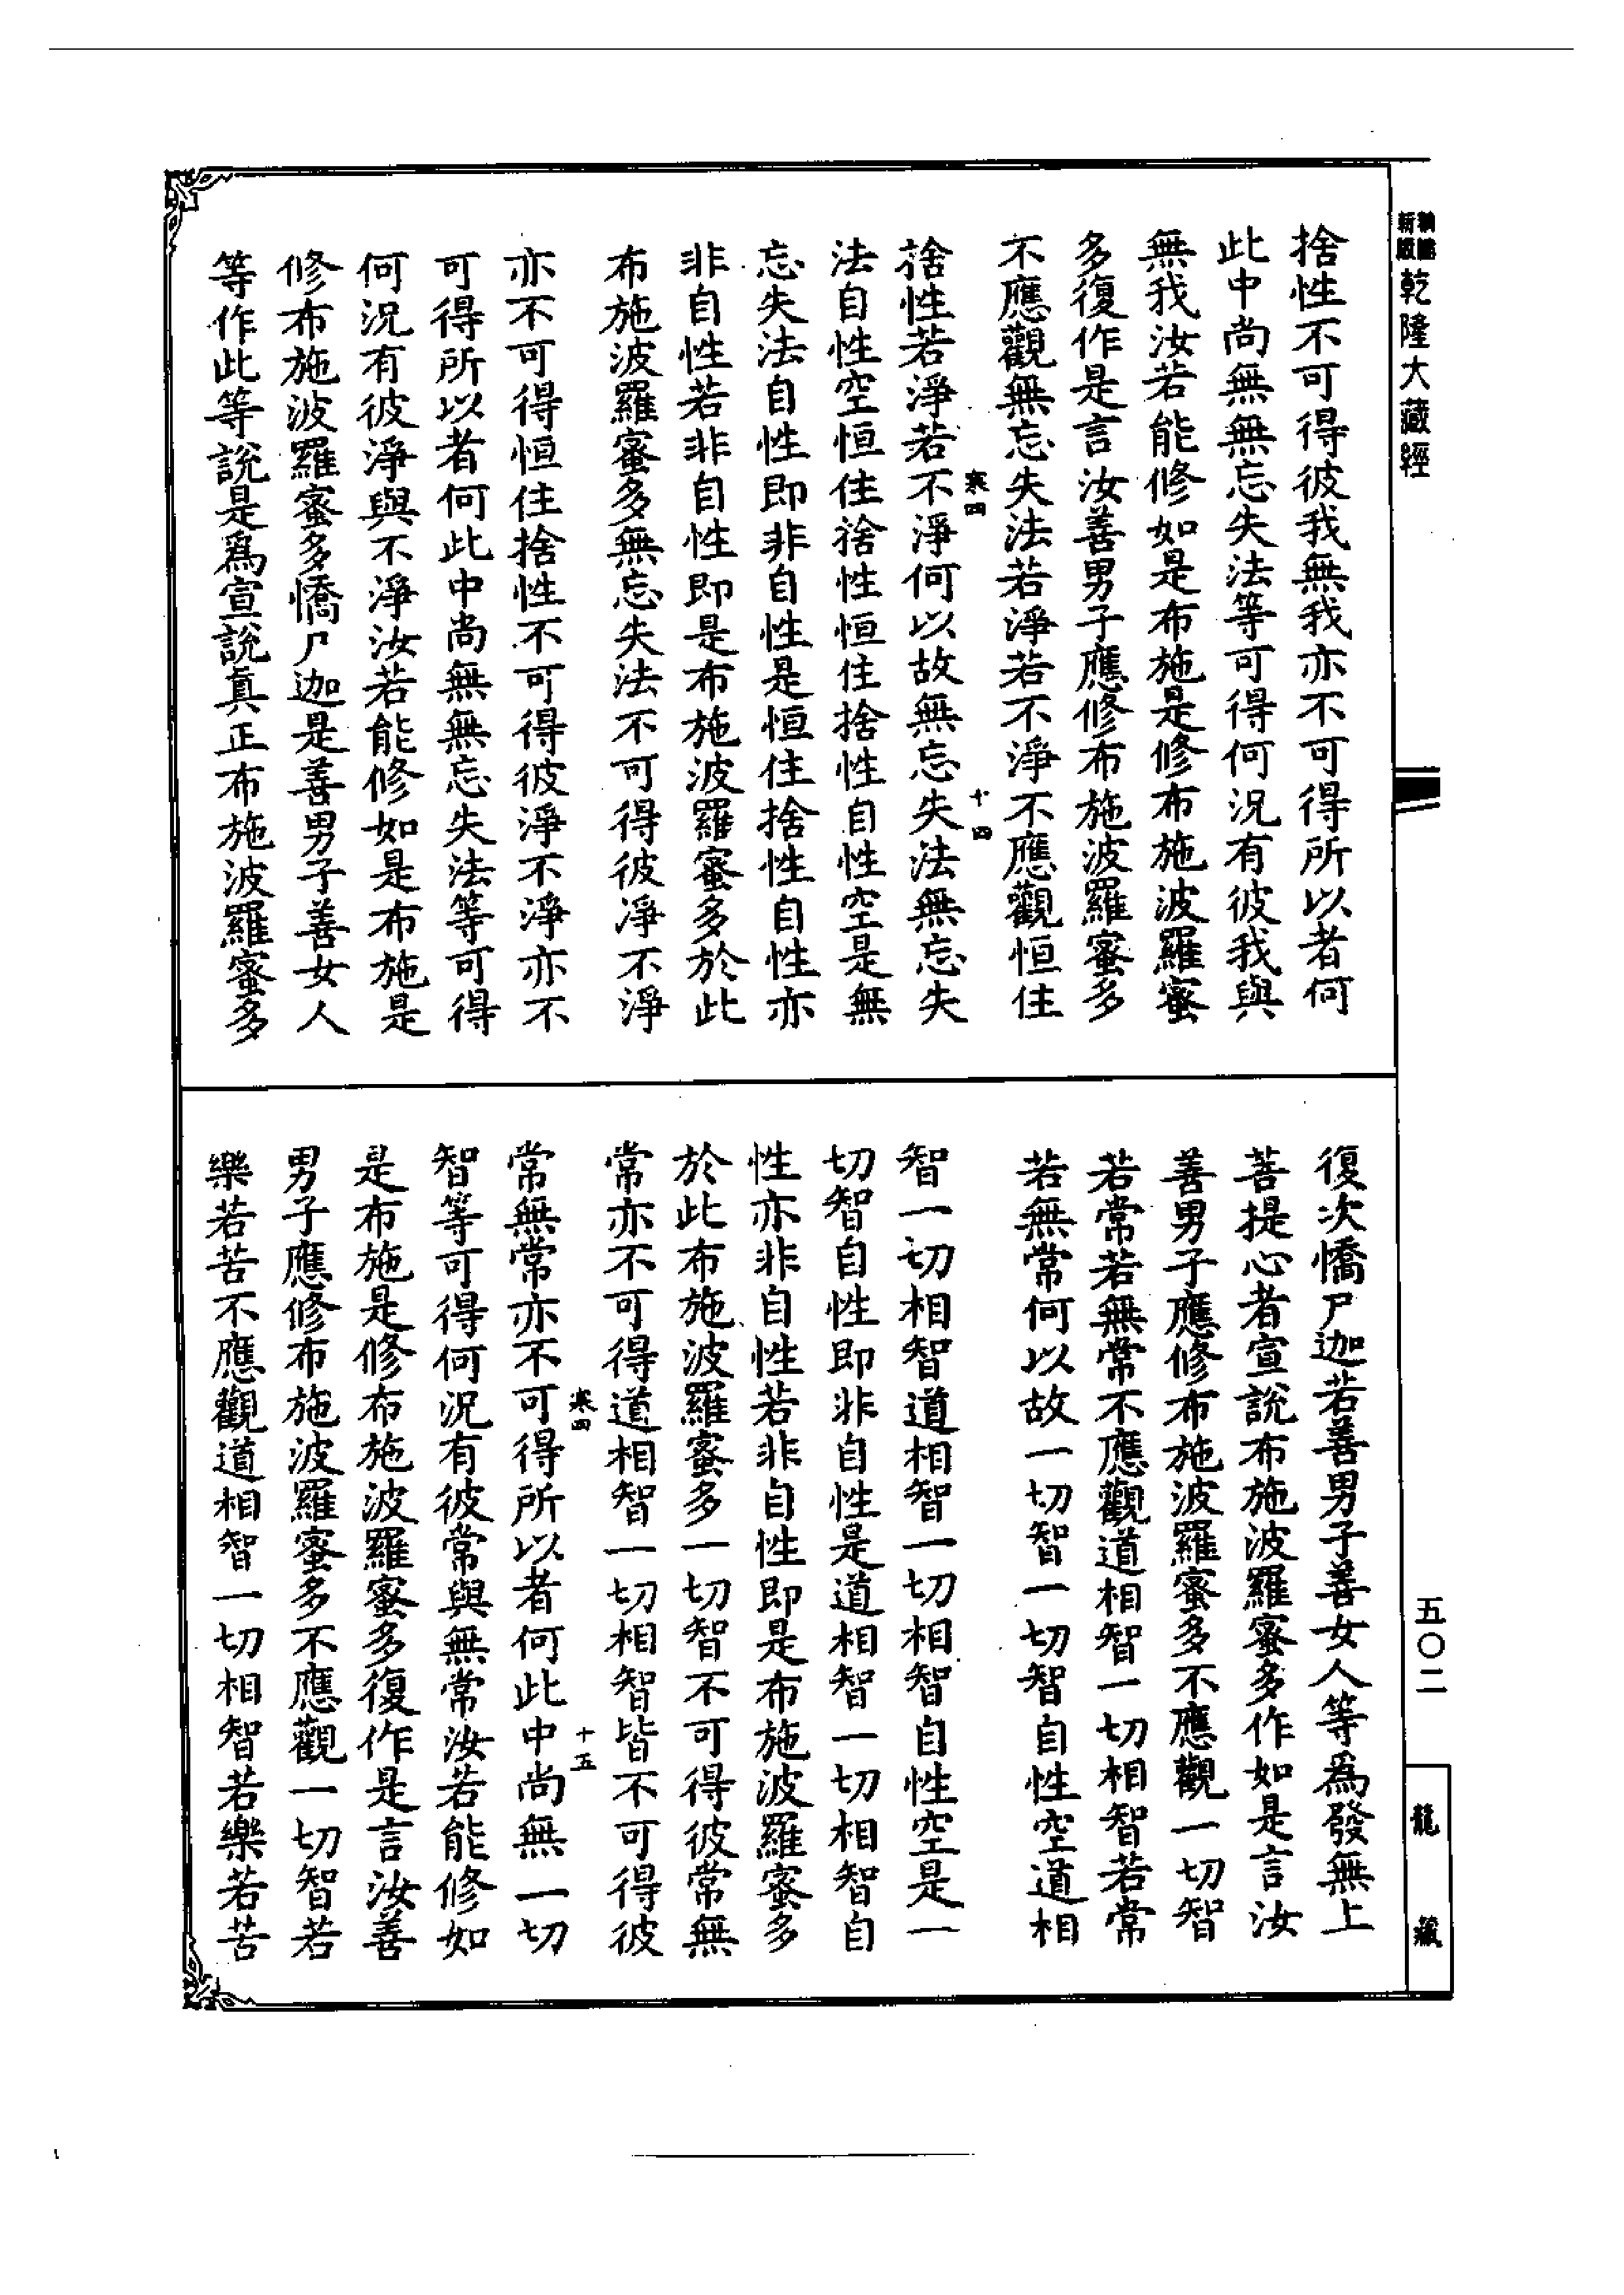 乾隆大藏經
捨性不可得彼我無我亦不可得所以者何
此中尚無無忘失法等可得何況有彼我與
無我汝若能修如是布施是修布施波羅蜜
多復作是言汝善男子應修布施波羅蜜多
不應觀無忘失法若淨若不淨不應觀恒住
寒四
十四
捨性若淨若不淨何以故無忘失法無忘失
法自性空恒住捨性恒住捨性自性空是無
忘失法自性即非自性是恒住捨性自性亦
非自性若非自性即是布施波羅蜜多於此
布施波羅蜜多無忘失法不可得彼淨不淨
亦不可得恒住捨性不可得彼淨不淨亦不
可得所以者何此中尚無無忘失法等可得
何況有彼淨與不淨汝若能修如是布施是
修布施波羅蜜多憍尸迦是善男子善女人
等作此等說是爲宣說真正布施波羅蜜多
五〇二
龍藏
復次憍尸迦若善男子善女人等爲發無上
菩提心者宣說布施波羅蜜多作如是言汝
善男子應修布施波羅蜜多不應觀一切智
若常若無常不應觀道相智一切相智若常
若無常何以故一切智一切智自性空道相
智一切相智道相智一切相智自性空是一
切智自性即非自性是道相智一切相智自
性亦非自性若非自性即是布施波羅蜜多
於此布施波羅蜜多一切智不可得彼常無
常亦不可得道相智一切相智皆不可得彼
寒四
十五
常無常亦不可得所以者何此中尚無一切
智等可得何況有彼常與無常汝若能修如
是布施是修布施波羅蜜多復作是言汝善
男子應修布施波羅蜜多不應觀一切智若
樂若苦不應觀道相智一切相智若樂若苦